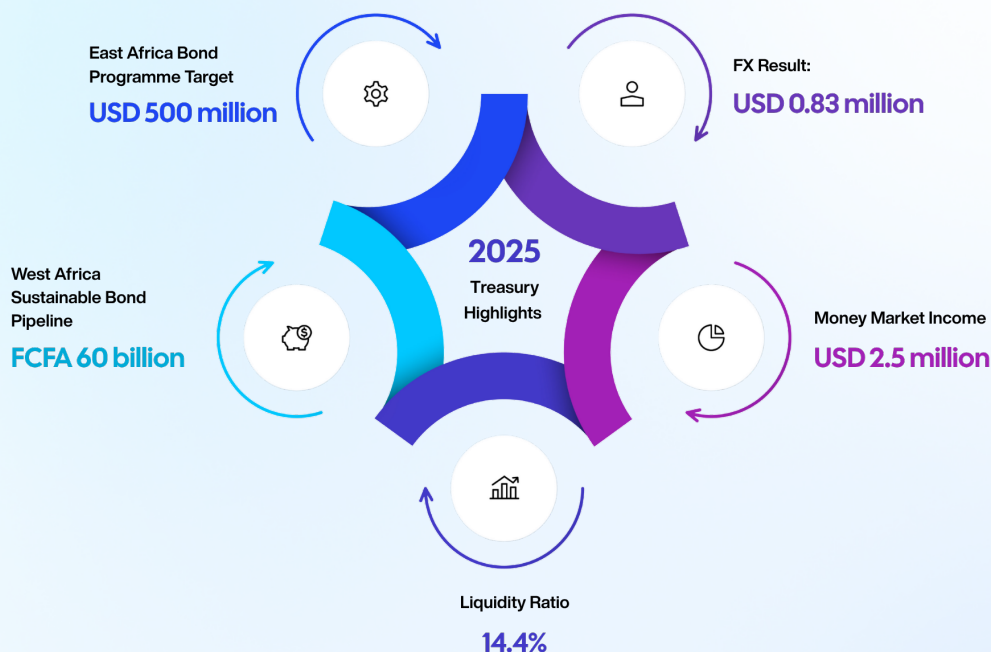 East Africa Bond
Programme Target
USD 500 million
FX Result:
USD 0.83 million
2025
Treasury
Highlights
West Africa
Sustainable Bond
Pipeline
FCFA 60 billion
Money Market Income
USD 2.5 million
Liquidity Ratio
14.4%